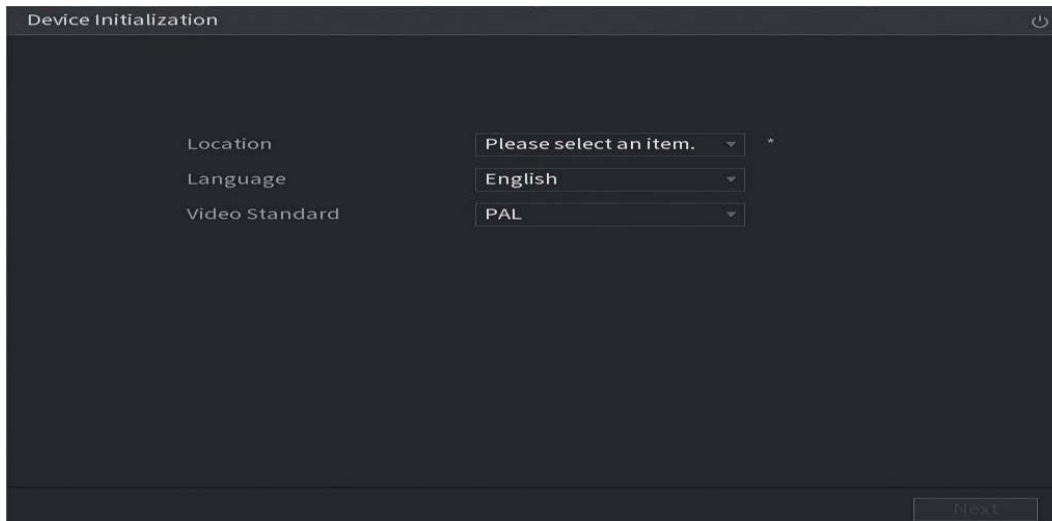 Device Initialization
Location Please select an item. *
Language English
Video Standard PAL
Next